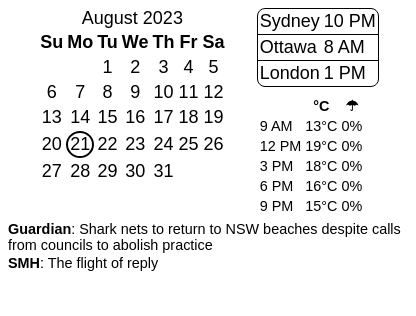 August 2023
Su Mo Tu We Th Fr Sa
1 2 3 4 5
6 7 8 9 10 11 12
13 14 15 16 17 18 19
20 21 22 23 24 25 26
27 28 29 30 31
Sydney 10 PM
Ottawa 8 AM
London 1 PM
°C ☂
9 AM 13°C 0%
12 PM 19°C 0%
3 PM 18°C 0%
6 PM 16°C 0%
9 PM 15°C 0%
Guardian: Shark nets to return to NSW beaches despite calls
from councils to abolish practice
SMH: The flight of reply